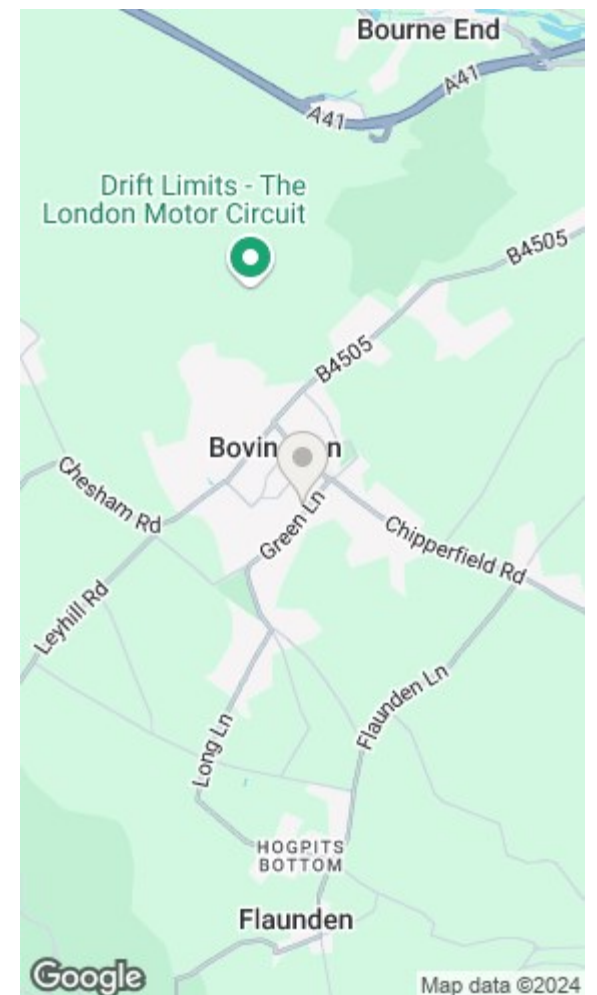 Bourne End
A41
A41
Drift Limits - The
London Motor Circuit
B4505
B4505
Bovin n
Chesham Rd
Green Ln
Chipperfield Rd
Leyhill Rd
Flaunden Ln
Long Ln
HOGPITS
BOTTOM
Flaunden
Google
Map data ©2024